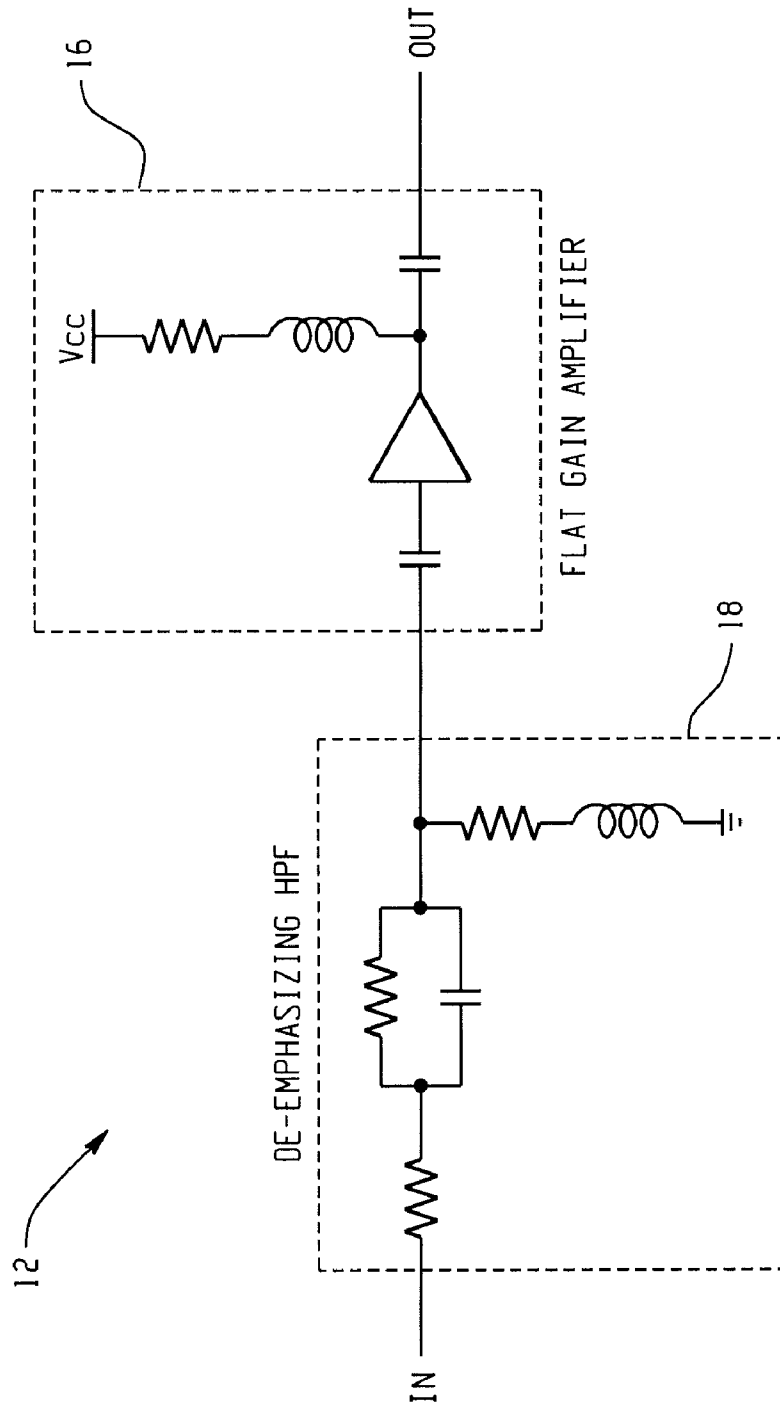 12
DE-EMPHASIZING HPF
IN
18
Vcc
16
OUT
FLAT GAIN AMPLIFIER